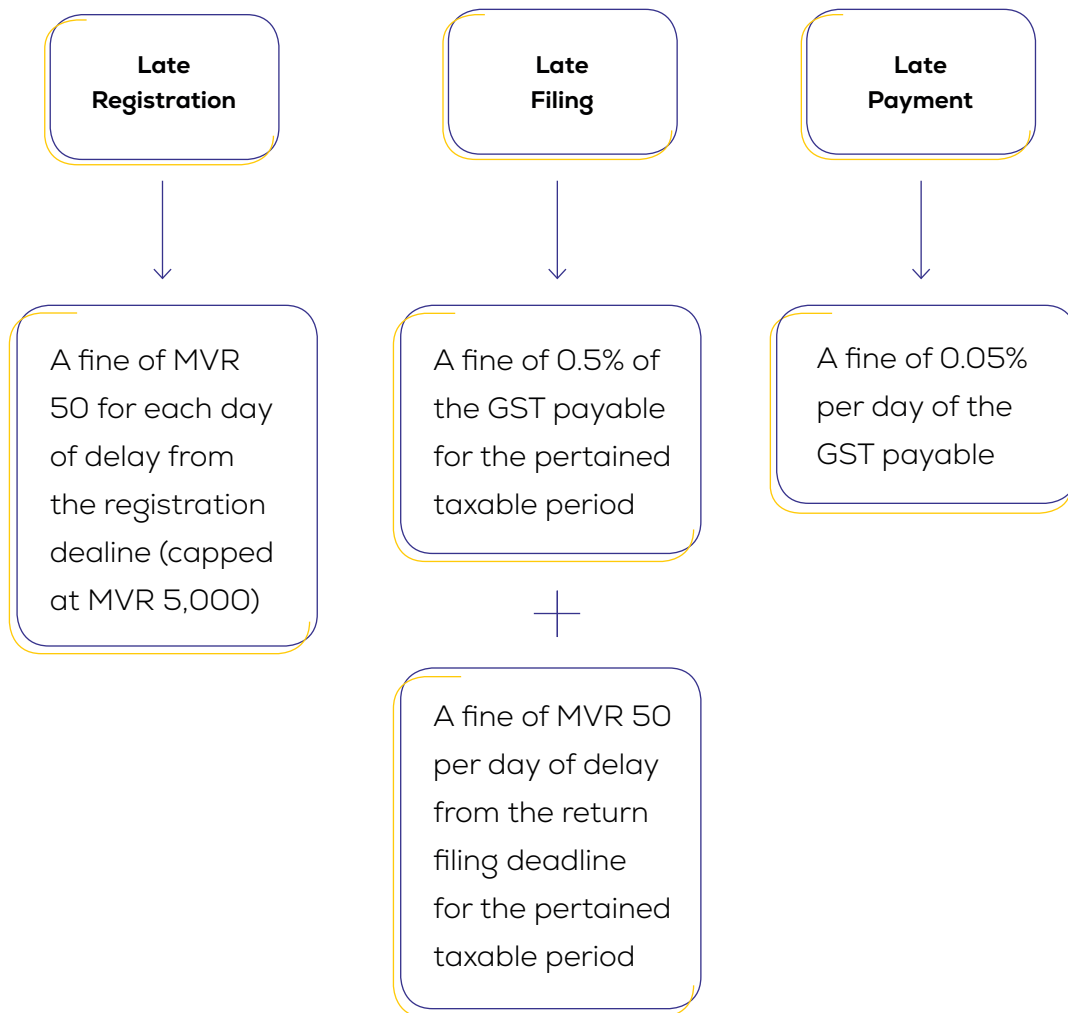 Late
Registration
A fine of MVR
50 for each day
of delay from
the registration
dealine (capped
at MVR 5,000)
Late
Filing
A fine of 0.5% of
the GST payable
for the pertained
taxable period
+
A fine of MVR 50
per day of delay
from the return
filing deadline
for the pertained
taxable period
Late
Payment
A fine of 0.05%
per day of the
GST payable